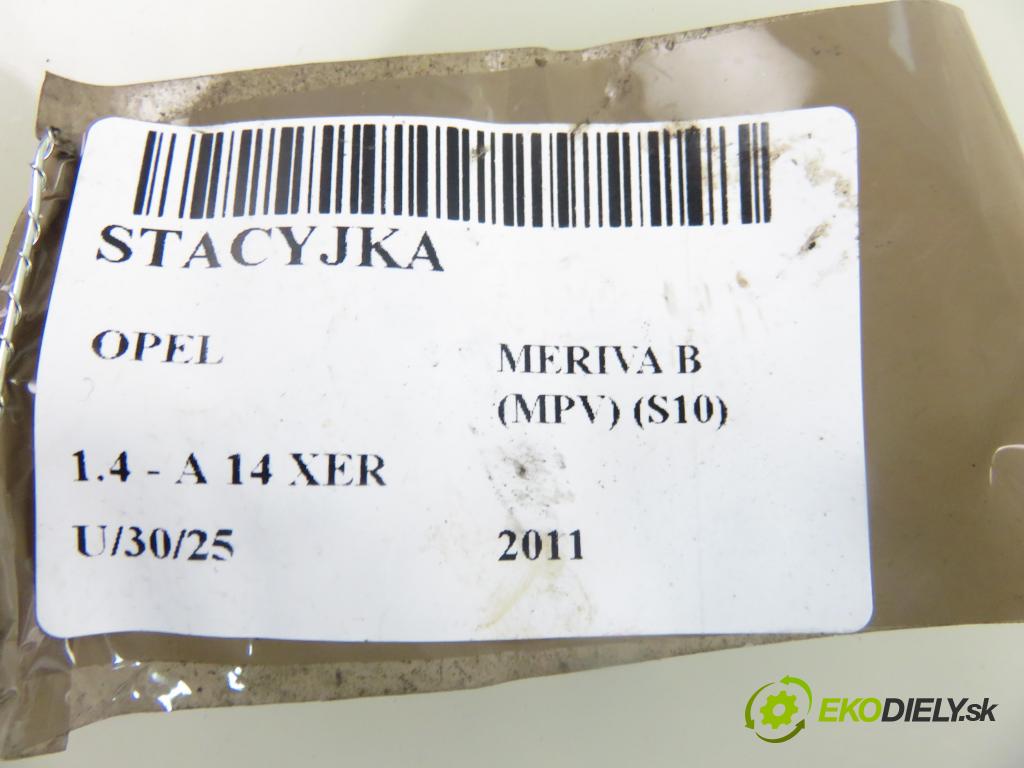 STACYJKA
OPEL
MERIVA B
(MPV) (S10)
1.4 - A 14 XER
U/30/25
2011
EKODIELY.sk